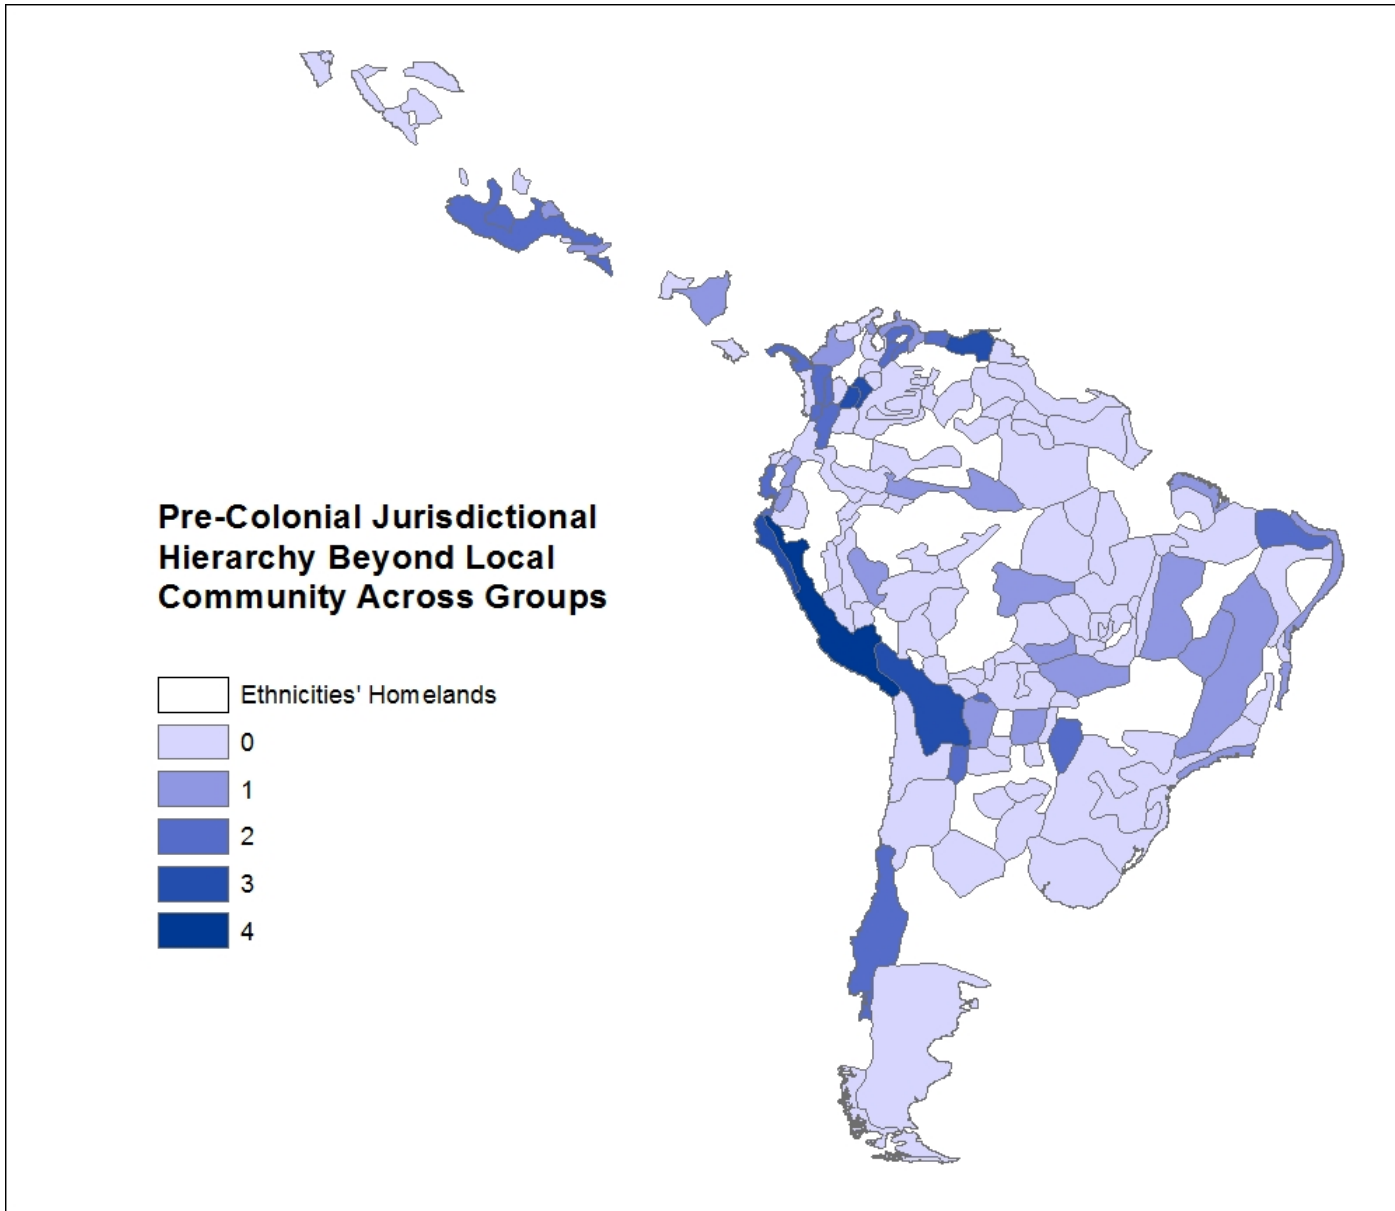 Pre-Colonial Jurisdictional
Hierarchy Beyond Local
Community Across Groups
Ethnicities' Homelands
0
1
2
3
4